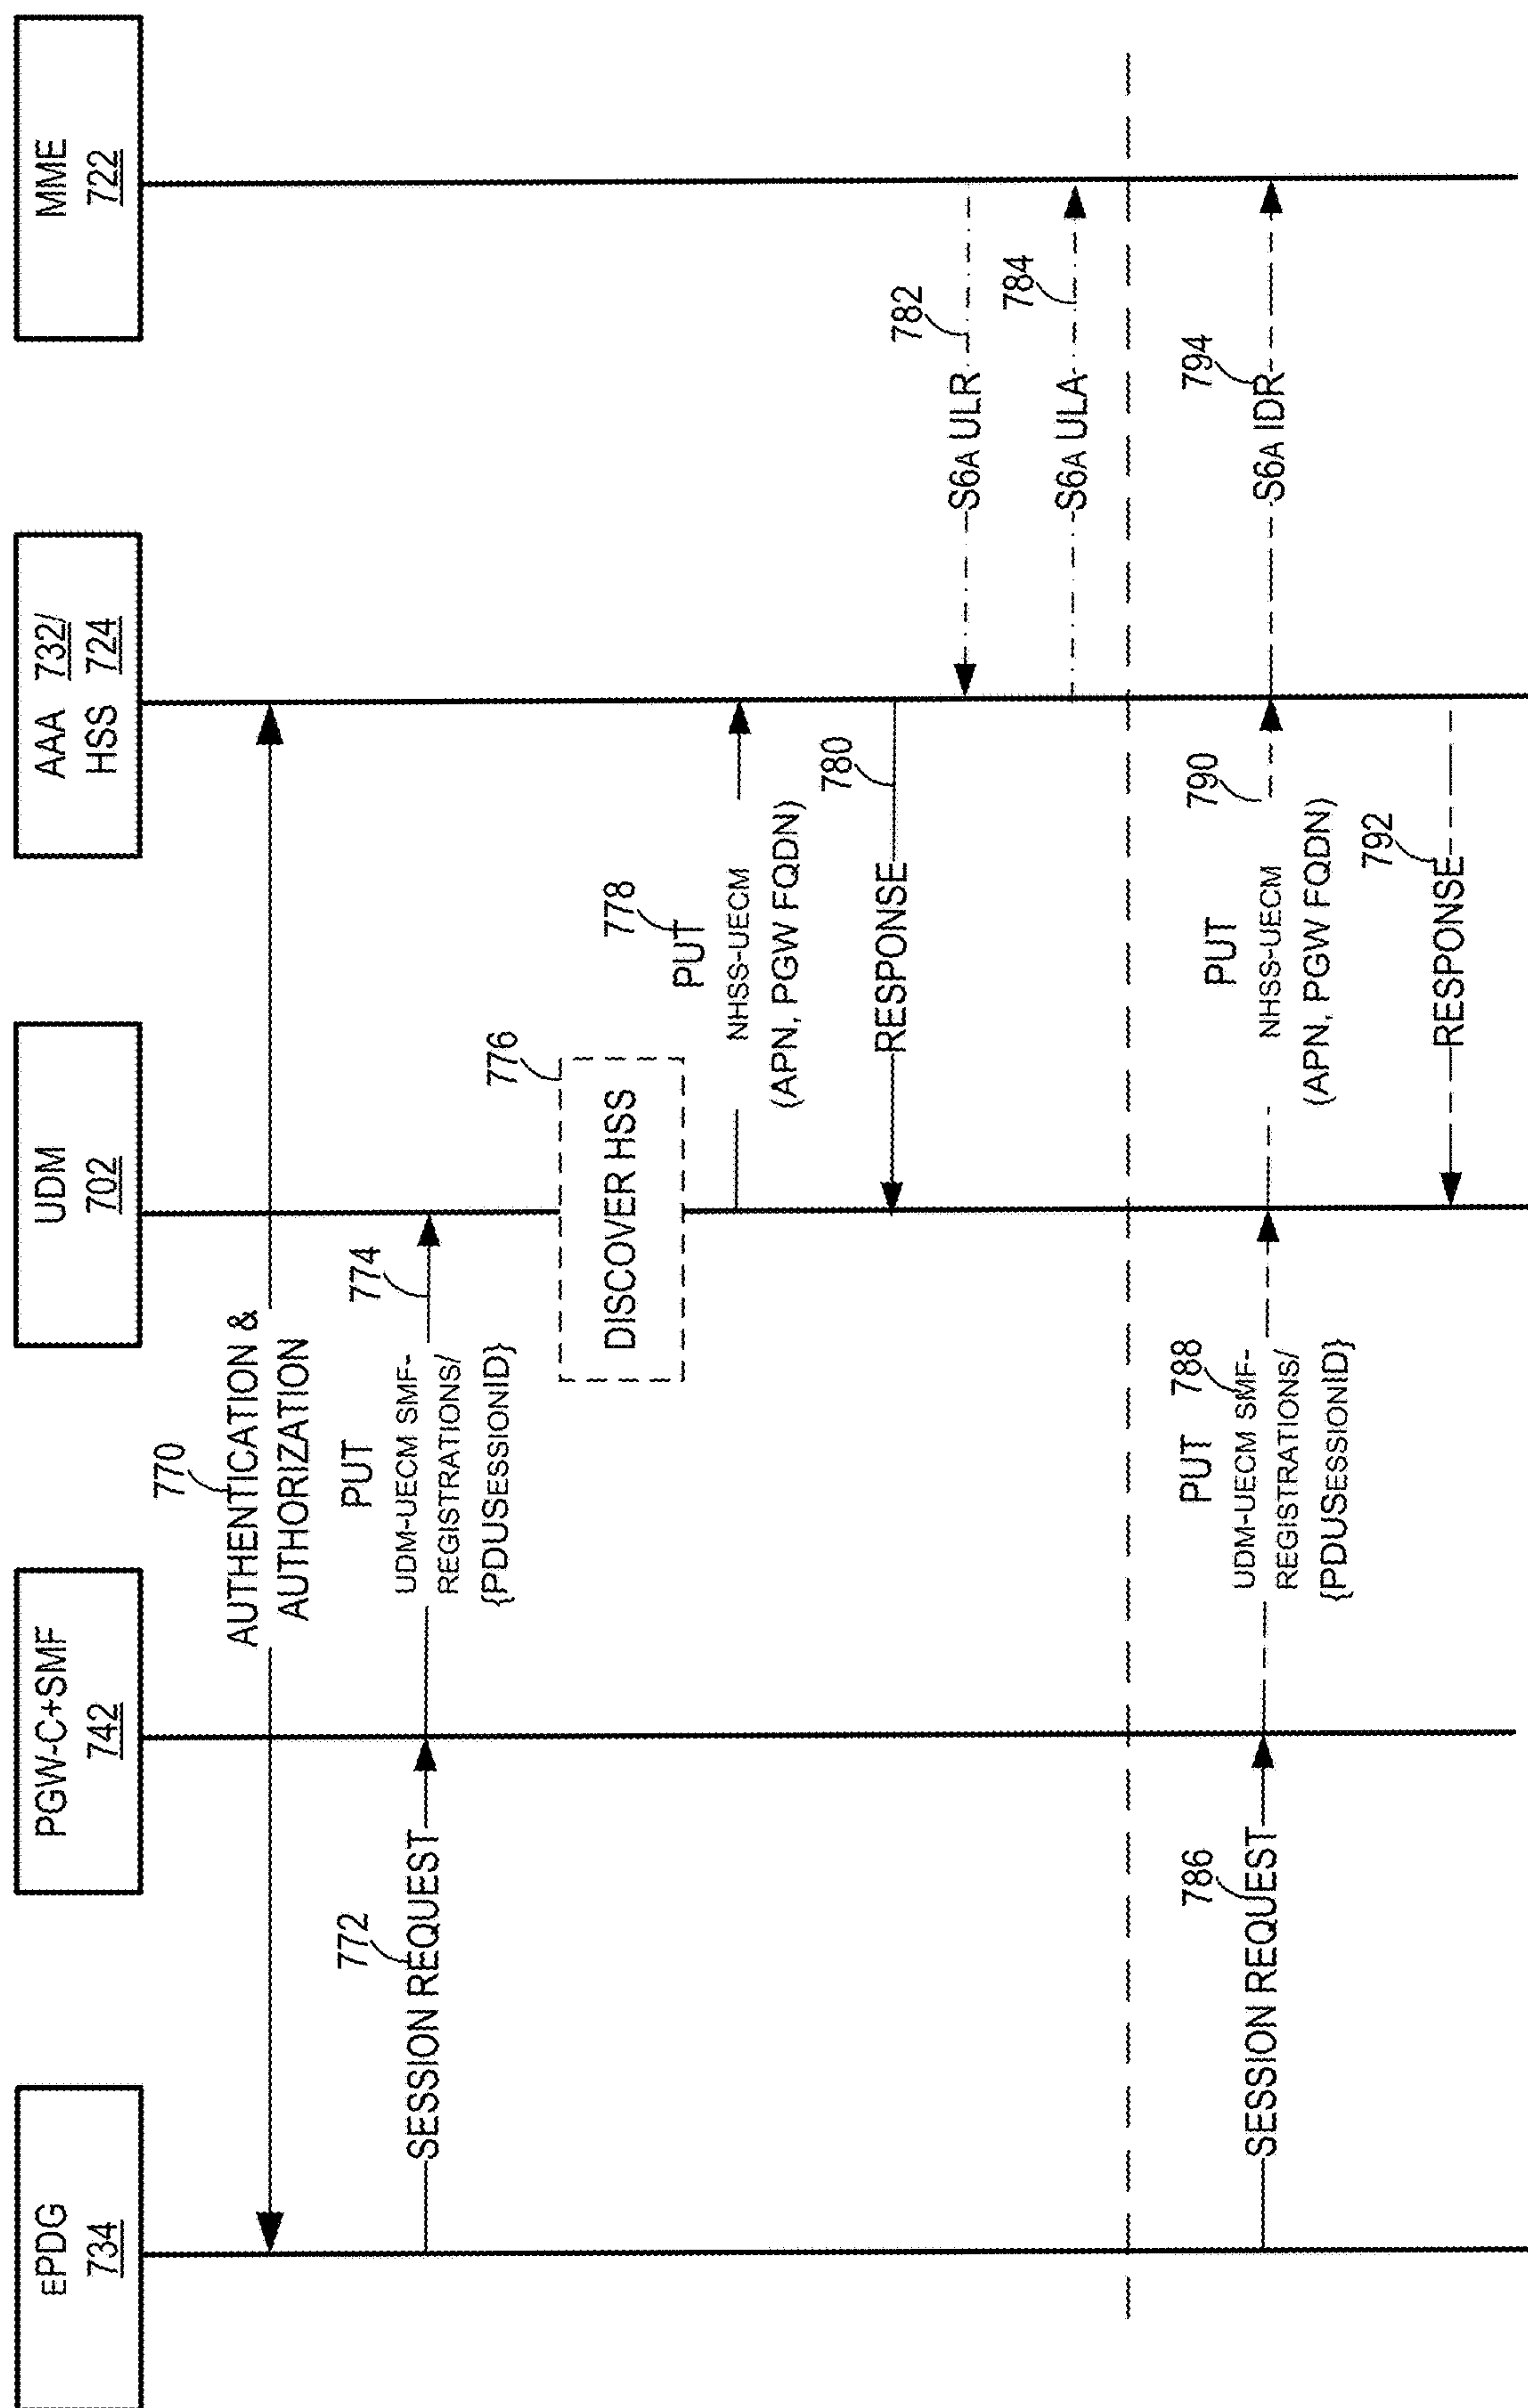 ePDG
734
PGW-C+SMF
742
UDM
702
AAA 732/
HSS 724
MME
722
770
AUTHENTICATION &
AUTHORIZATION
772
SESSION REQUEST
774
PUT
UDM-UECM SMF-
REGISTRATIONS/
{PDUSESSIONID}
776
DISCOVER HSS
778
PUT
NHSS-UECM
(APN, PGW FQDN)
780
RESPONSE
782
S6A ULR
784
S6A ULA
786
SESSION REQUEST
788
PUT
UDM-UECM SMF-
REGISTRATIONS/
{PDUSESSIONID}
790
PUT
NHSS-UECM
(APN, PGW FQDN)
794
S6A IDR
792
RESPONSE